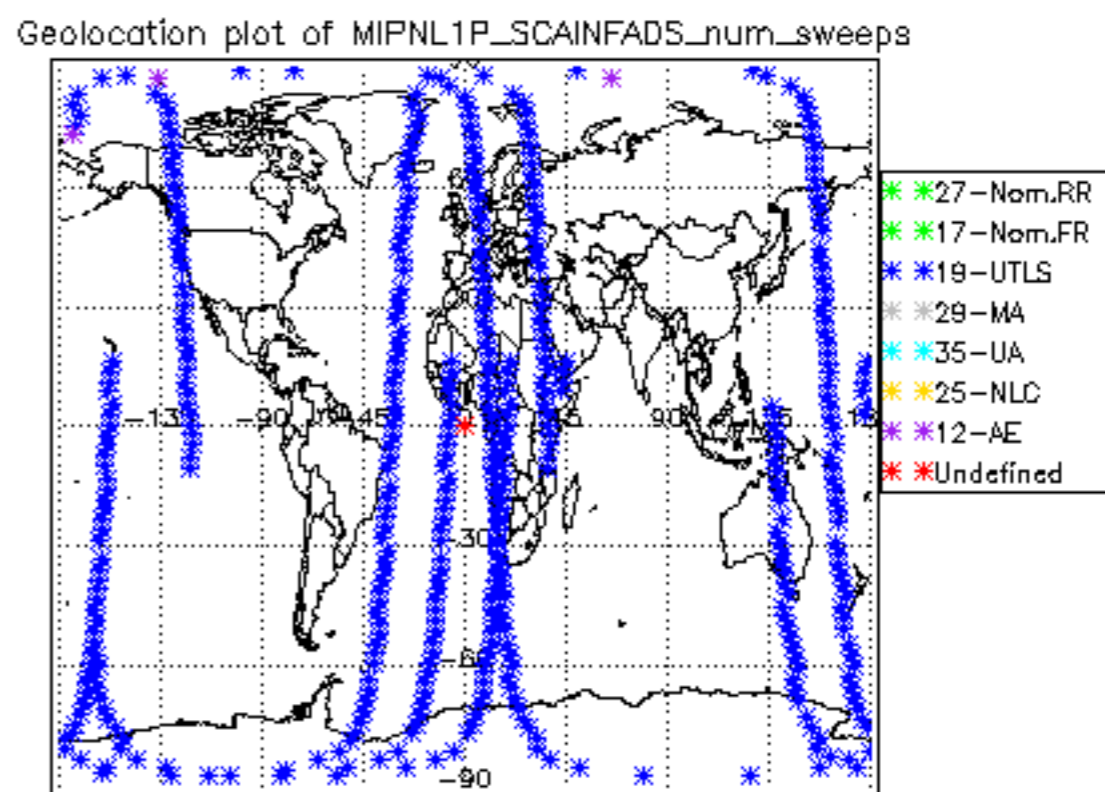 Geolocation plot of MIPNL1P_SCAINFADS_num_sweeps
27-Nom.RR
17-Nom.FR
19-UTLS
29-MA
35-UA
25-NLC
12-AE
Undefined
-90
90
-30
-90